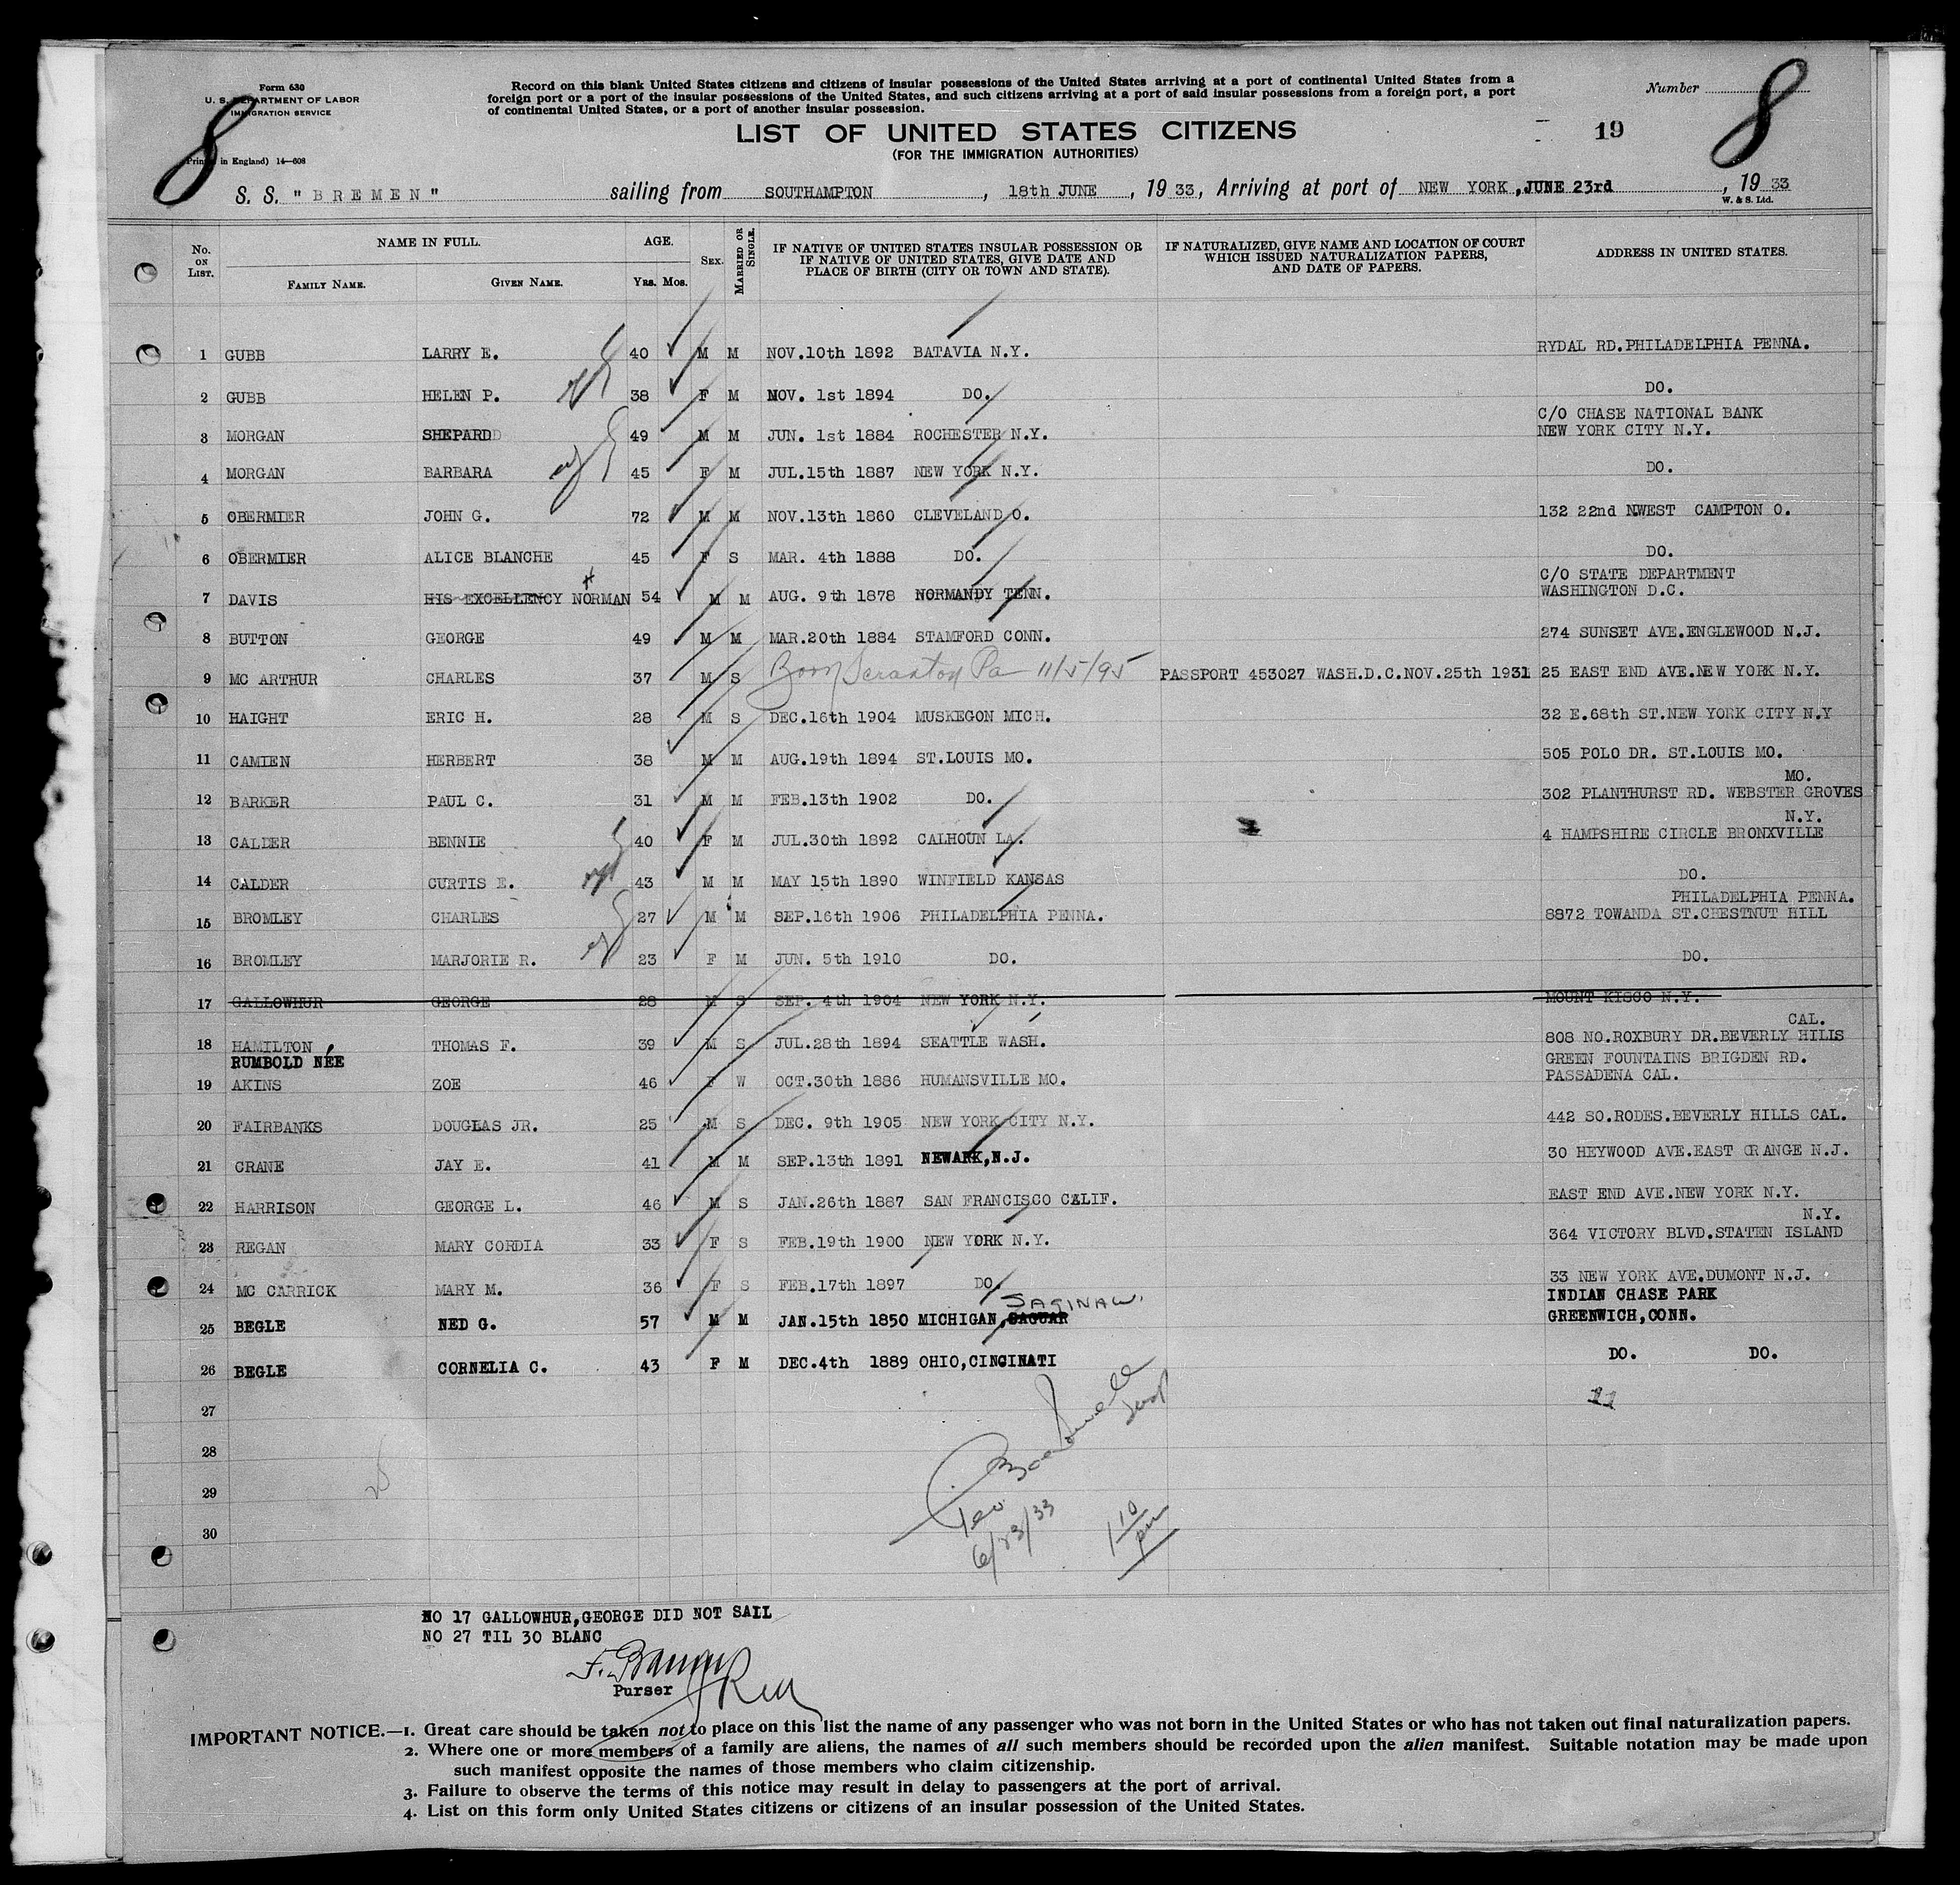 Form 630
U. S. DEPARTMENT OF LABOR
IMMIGRATION SERVICE
(Printed in England) 14—608
8
Record on this blank United States citizens and citizens of insular possessions of the United States arriving at a port of continental United States from a
foreign port or a port of the insular possessions of the United States, and such citizens arriving at a port of said insular possessions from a foreign port, a port
of continental United States, or a port of another insular possession.
Number
8
LIST OF UNITED STATES CITIZENS
19
(FOR THE IMMIGRATION AUTHORITIES)
S. S. "BREMEN" sailing from SOUTHAMPTON, 18th JUNE, 1933, Arriving at port of NEW YORK, JUNE 23rd, 1933
W. & S. Ltd.
No. ON LIST. NAME IN FULL. FAMILY NAME. GIVEN NAME. AGE. Yrs. Mos. SEX. MARRIED OR SINGLE. IF NATIVE OF UNITED STATES INSULAR POSSESSION OR IF NATIVE OF UNITED STATES, GIVE DATE AND PLACE OF BIRTH (CITY OR TOWN AND STATE). IF NATURALIZED, GIVE NAME AND LOCATION OF COURT WHICH ISSUED NATURALIZATION PAPERS, AND DATE OF PAPERS. ADDRESS IN UNITED STATES.
1 GUBB LARRY E. 40 M M NOV.10th 1892 BATAVIA N.Y. RYDAL RD.PHILADELPHIA PENNA.
2 GUBB HELEN P. 38 F M NOV. 1st 1894 DO. DO.
3 MORGAN SHEPARD 49 M M JUN. 1st 1884 ROCHESTER N.Y. C/O CHASE NATIONAL BANK
NEW YORK CITY N.Y.
4 MORGAN BARBARA 45 F M JUL.15th 1887 NEW YORK N.Y. DO.
5 OBERMIER JOHN G. 72 M M NOV.13th 1860 CLEVELAND O. 132 22nd NWEST CAMPTON O.
6 OBERMIER ALICE BLANCHE 45 F S MAR. 4th 1888 DO. DO.
7 DAVIS HIS EXCELLENCY NORMAN H 54 M M AUG. 9th 1878 NORMANDY TENN. C/O STATE DEPARTMENT
WASHINGTON D.C.
8 BUTTON GEORGE 49 M M MAR.20th 1884 STAMFORD CONN. 274 SUNSET AVE.ENGLEWOOD N.J.
9 MC ARTHUR CHARLES 37 M S Born Scranton Pa 11/5/95 PASSPORT 453027 WASH.D.C.NOV.25th 1931 25 EAST END AVE.NEW YORK N.Y.
10 HAIGHT ERIC H. 28 M S DEC.16th 1904 MUSKEGON MICH. 32 E.68th ST.NEW YORK CITY N.Y
11 CAMIEN HERBERT 38 M M AUG.19th 1894 ST.LOUIS MO. 505 POLO DR. ST.LOUIS MO.
MO.
12 BARKER PAUL C. 31 M M FEB.13th 1902 DO. 302 PLANTHURST RD. WEBSTER GROVES
N.Y.
13 CALDER BENNIE 40 F M JUL.30th 1892 CALHOUN LA. 4 HAMPSHIRE CIRCLE BRONXVILLE
14 CALDER CURTIS E. 43 M M MAY 15th 1890 WINFIELD KANSAS DO.
PHILADELPHIA PENNA.
15 BROMLEY CHARLES 27 M M SEP.16th 1906 PHILADELPHIA PENNA. 8872 TOWANDA ST.CHESTNUT HILL
16 BROMLEY MARJORIE R. 23 F M JUN. 5th 1910 DO. DO.
17 GALLOWHUR GEORGE 28 M S SEP. 4th 1904 NEW YORK N.Y. MOUNT KISCO N.Y.
CAL.
18 HAMILTON THOMAS F. 39 M S JUL.28th 1894 SEATTLE WASH. 808 NO.ROXBURY DR.BEVERLY HILLS
RUMBOLD NÉE GREEN FOUNTAINS BRIGDEN RD.
19 AKINS ZOE 46 F W OCT.30th 1886 HUMANSVILLE MO. PASSADENA CAL.
20 FAIRBANKS DOUGLAS JR. 25 M S DEC. 9th 1905 NEW YORK CITY N.Y. 442 SO.RODES.BEVERLY HILLS CAL.
21 CRANE JAY E. 41 M M SEP.13th 1891 NEWARK,N.J. 30 HEYWOOD AVE.EAST ORANGE N.J.
22 HARRISON GEORGE L. 46 M S JAN.26th 1887 SAN FRANCISCO CALIF. EAST END AVE.NEW YORK N.Y.
N.Y.
23 REGAN MARY CORDIA 33 F S FEB.19th 1900 NEW YORK N.Y. 364 VICTORY BLVD.STATEN ISLAND
24 MC CARRICK MARY M. 36 F S FEB.17th 1897 DO. 33 NEW YORK AVE.DUMONT N.J.
SAGINAW. INDIAN CHASE PARK
25 BEGLE NED G. 57 M M JAN.15th 1850 MICHIGAN,SAGUAR GREENWICH,CONN.
26 BEGLE CORNELIA C. 43 F M DEC.4th 1889 OHIO,CINCINATI DO. DO.
27
28
29
30
6/23/33
1 10 pm
NO 17 GALLOWHUR,GEORGE DID NOT SAIL
NO 27 TIL 30 BLANC
Purser
IMPORTANT NOTICE.—1. Great care should be taken not to place on this list the name of any passenger who was not born in the United States or who has not taken out final naturalization papers.
2. Where one or more members of a family are aliens, the names of all such members should be recorded upon the alien manifest. Suitable notation may be made upon
such manifest opposite the names of those members who claim citizenship.
3. Failure to observe the terms of this notice may result in delay to passengers at the port of arrival.
4. List on this form only United States citizens or citizens of an insular possession of the United States.